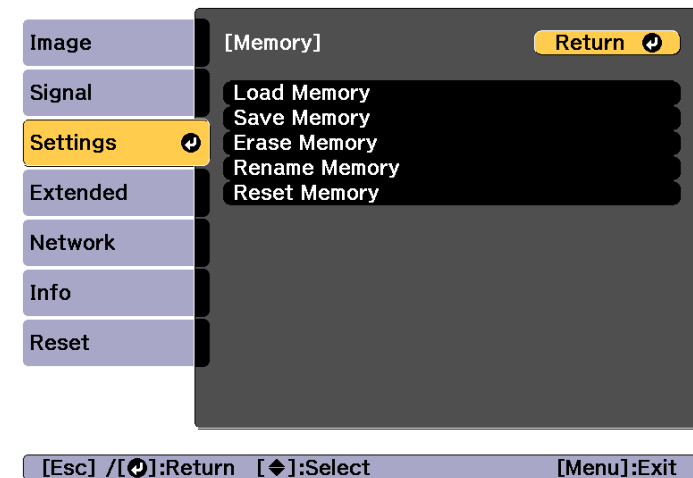 Image
Signal
Settings
Extended
Network
Info
Reset
[Memory]
Return
Load Memory
Save Memory
Erase Memory
Rename Memory
Reset Memory
[Esc] /[⏎]:Return [◆]:Select [Menu]:Exit